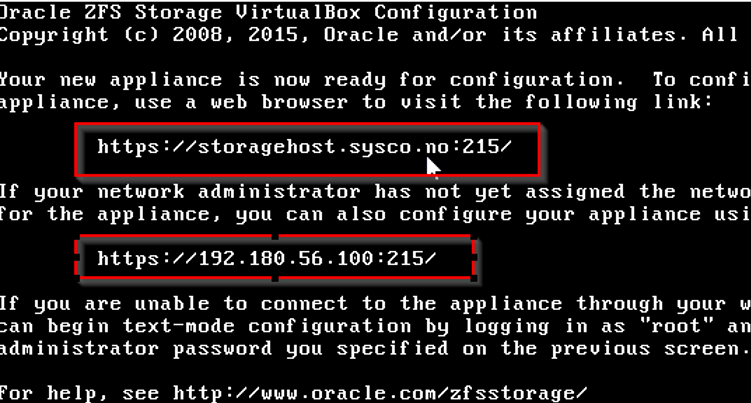 Oracle ZFS Storage VirtualBox Configuration
Copyright (c) 2008, 2015, Oracle and/or its affiliates. All
Your new appliance is now ready for configuration. To confi
appliance, use a web browser to visit the following link:
https://storagehost.sysco.no:215/
If your network administrator has not yet assigned the netwo
for the appliance, you can also configure your appliance usi
https://192.180.56.100:215/
If you are unable to connect to the appliance through your w
can begin text-mode configuration by logging in as "root" an
administrator password you specified on the previous screen.
For help, see http://www.oracle.com/zfsstorage/